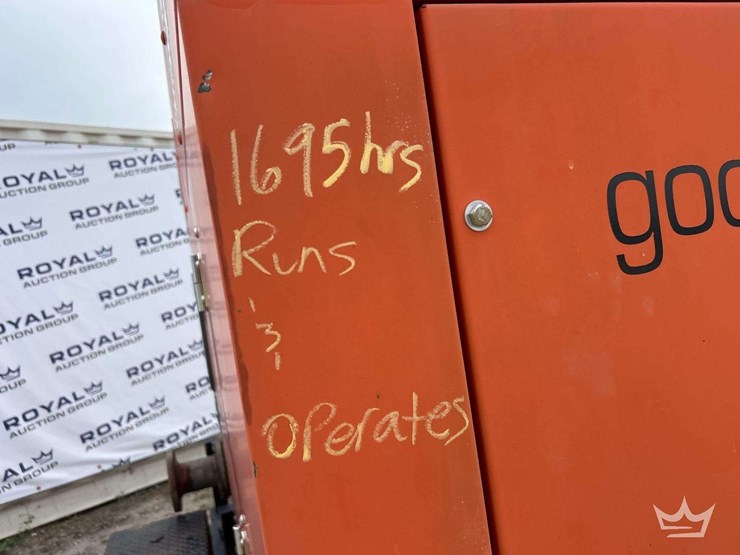 1695hrs
Runs
&
Operates
goo
ROYAL
AUCTION GROUP